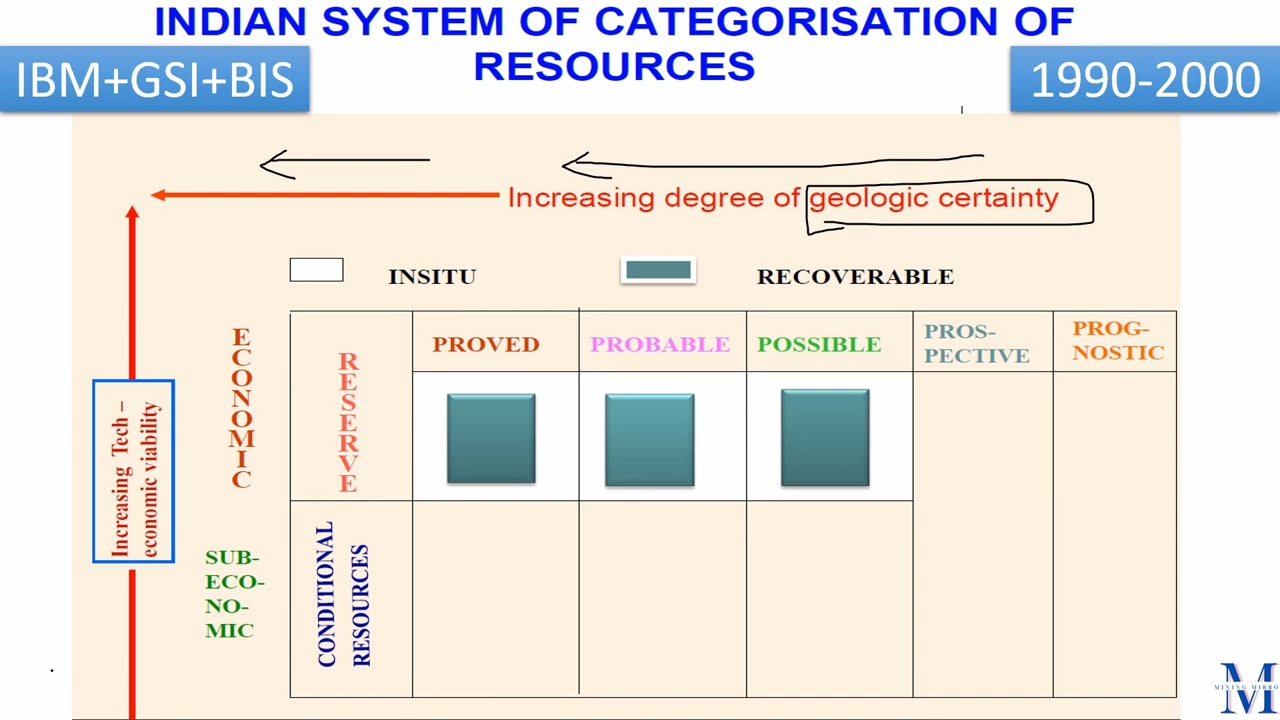 INDIAN SYSTEM OF CATEGORISATION OF
RESOURCES
IBM+GSI+BIS
1990-2000
Increasing degree of geologic certainty
INSITU
RECOVERABLE
Increasing Tech –
economic viability
ECONOMIC
RESERVE
PROVED
PROBABLE
POSSIBLE
PROS-
PECTIVE
PROG-
NOSTIC
SUB-
ECO-
NO-
MIC
CONDITIONAL
RESOURCES
M
MINING MIRRO